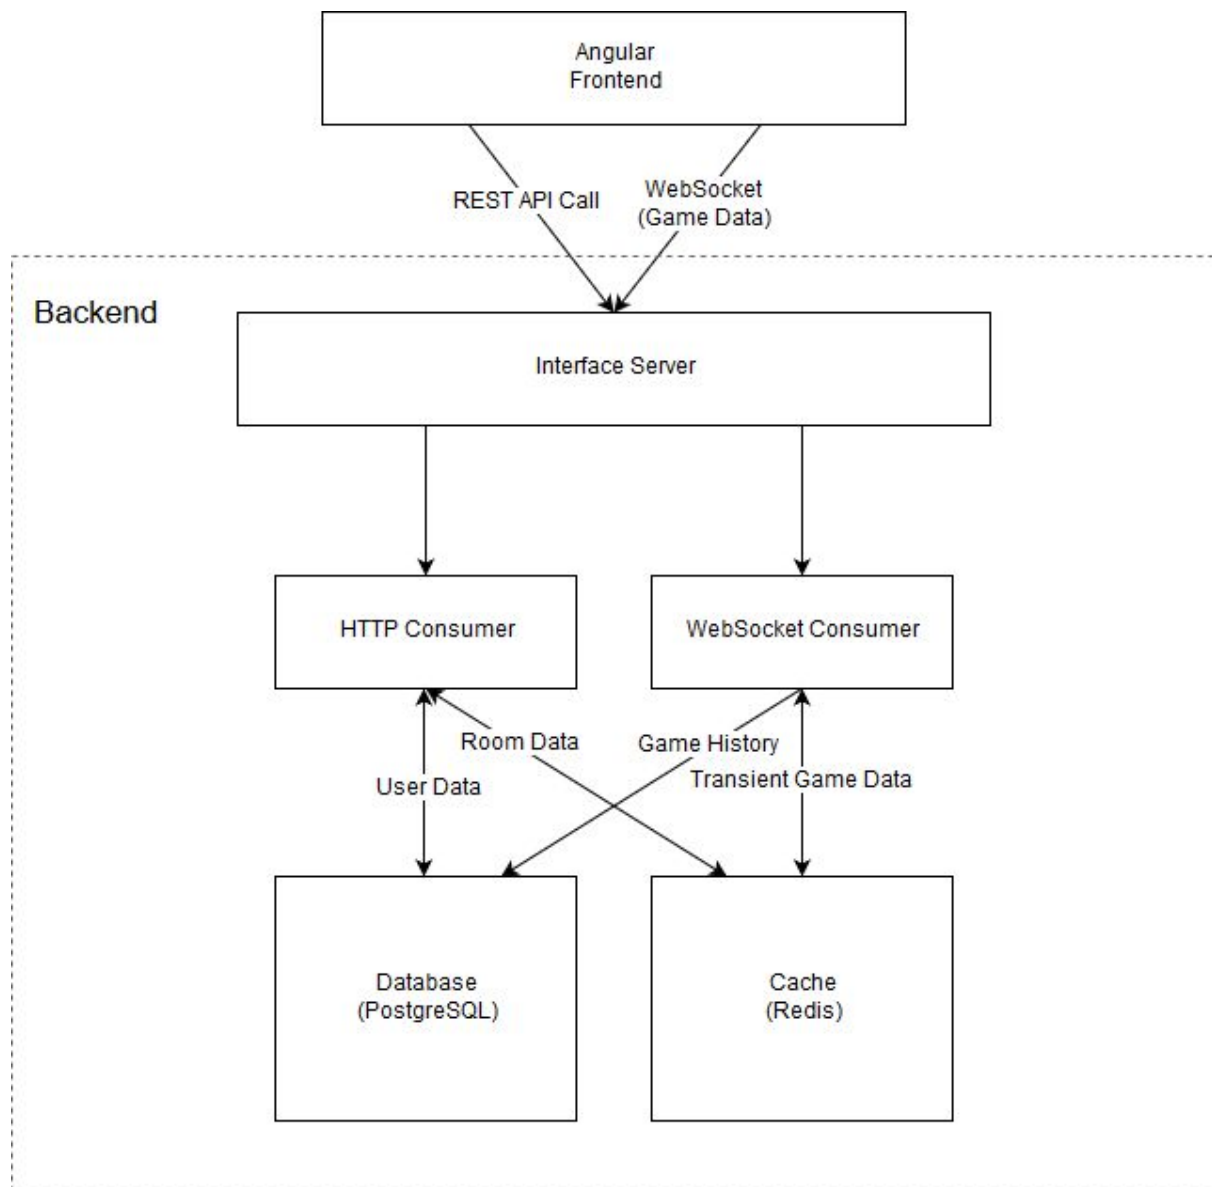 Angular
Frontend
REST API Call
WebSocket
(Game Data)
Backend
Interface Server
HTTP Consumer
WebSocket Consumer
Room Data
Game History
User Data
Transient Game Data
Database
(PostgreSQL)
Cache
(Redis)